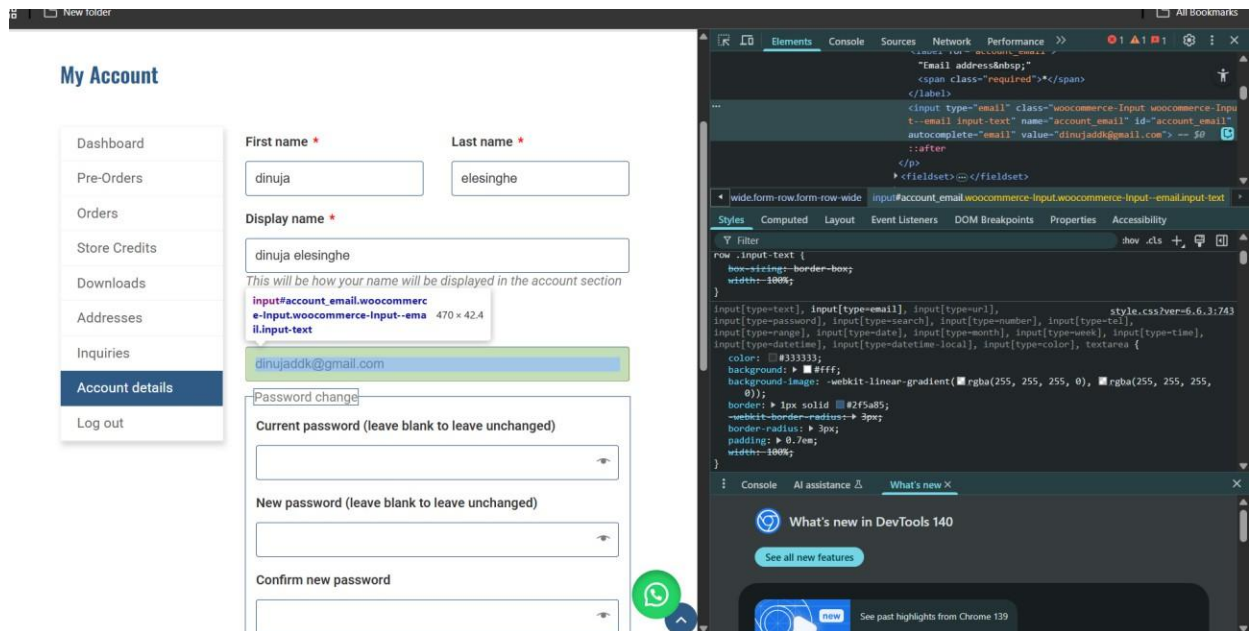 New folder
All Bookmarks
My Account
Dashboard
Pre-Orders
Orders
Store Credits
Downloads
Addresses
Inquiries
Account details
Log out
First name *
Last name *
dinuja
elesinghe
Display name *
dinuja elesinghe
This will be how your name will be displayed in the account section
input#account_email.woocommerc
e-Input.woocommerce-Input--ema
il.input-text
470 × 42.4
dinujaddk@gmail.com
Password change
Current password (leave blank to leave unchanged)
New password (leave blank to leave unchanged)
Confirm new password
Elements Console Sources Network Performance
1 1 1
"Email address&nbsp;"
<span class="required">*</span>
</label>
<input type="email" class="woocommerce-Input woocommerce-Inpu
t--email input-text" name="account_email" id="account_email"
autocomplete="email" value="dinujaddk@gmail.com"> == $0
::after
</p>
<fieldset>…</fieldset>
wide.form-row.form-row-wide input#account_email.woocommerce-Input.woocommerce-Input--email.input-text
Styles Computed Layout Event Listeners DOM Breakpoints Properties Accessibility
Filter
:hov .cls
row .input-text {
box-sizing: border-box;
width: 100%;
}
input[type=text], input[type=email], input[type=url],
style.css?ver=6.6.3:743
input[type=password], input[type=search], input[type=number], input[type=tel],
input[type=range], input[type=date], input[type=month], input[type=week], input[type=time],
input[type=datetime], input[type=datetime-local], input[type=color], textarea {
color: #333333;
background: #fff;
background-image: -webkit-linear-gradient(rgba(255, 255, 255, 0), rgba(255, 255, 255,
0));
border: 1px solid #2f5a85;
-webkit-border-radius: 3px;
border-radius: 3px;
padding: 0.7em;
width: 100%;
}
Console AI assistance What's new
What's new in DevTools 140
See all new features
new
See past highlights from Chrome 139